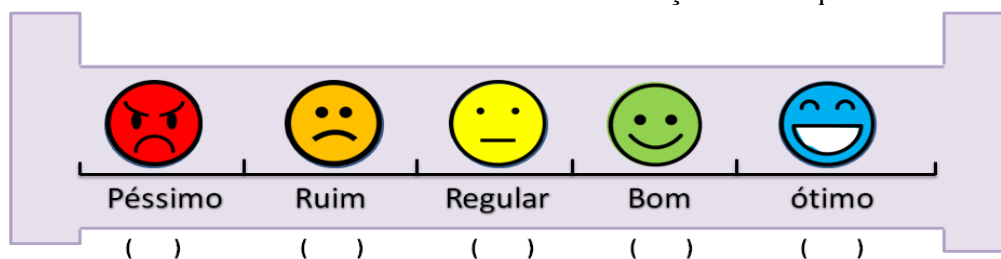 Péssimo Ruim Regular Bom ótimo
( ) ( ) ( ) ( ) ( )